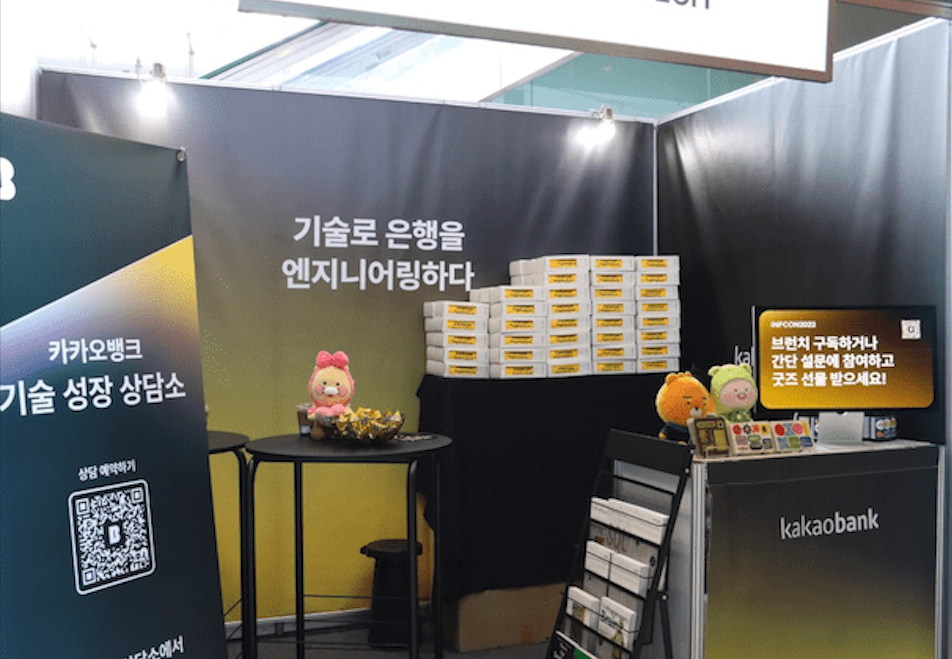 B
카카오뱅크
기술 성장 상담소
상담 예약하기
B
기술로 은행을
엔지니어링하다
INFCON2023
브런치 구독하거나
간단 설문에 참여하고
굿즈 선물 받으세요!
kakaobank